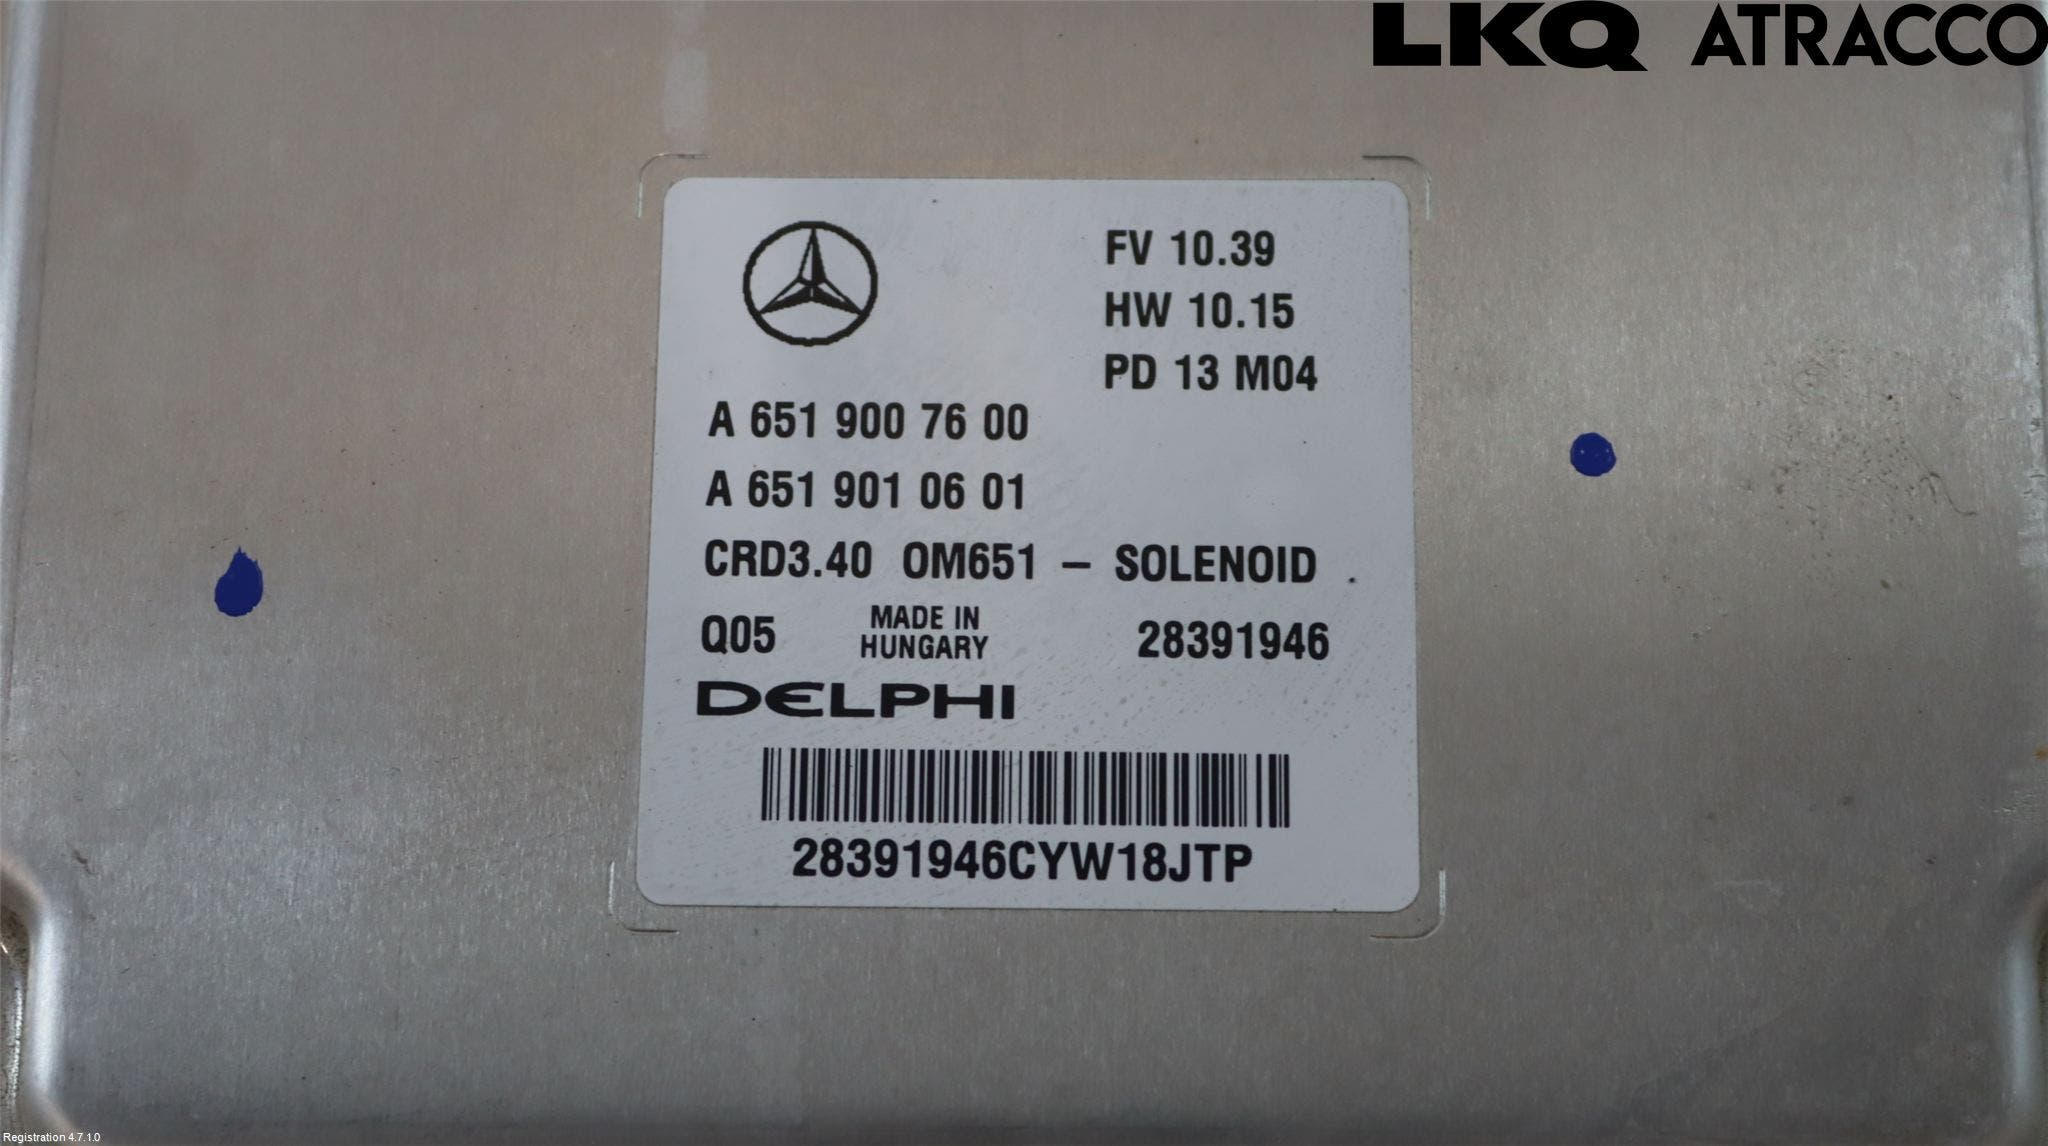 LKQ ATRACCO
FV 10.39
HW 10.15
PD 13 M04
A 651 900 76 00
A 651 901 06 01
CRD3.40 OM651 – SOLENOID
Q05 MADE IN HUNGARY 28391946
DELPHI
28391946CYW18JTP
Registration 4.7.1.0